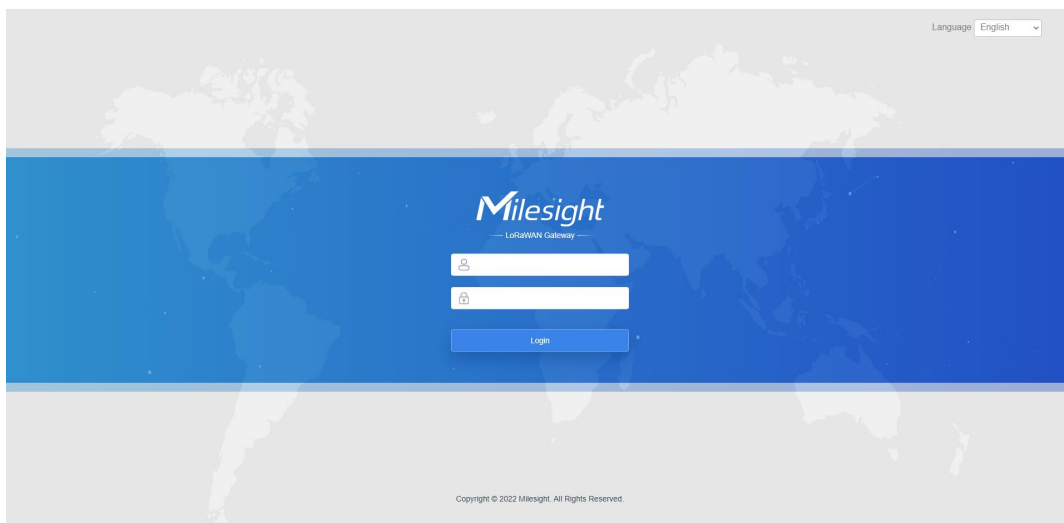 Language English
Milesight
LoRaWAN Gateway
Login
Copyright © 2022 Milesight. All Rights Reserved.